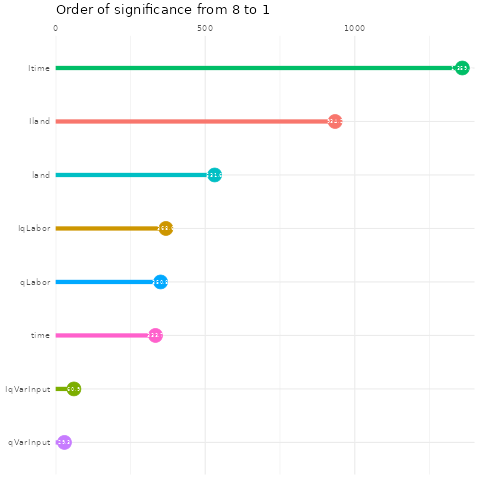 Order of significance from 8 to 1
0 500 1000
ltime
lland
land
lqLabor
qLabor
time
lqVarInput
qVarInput